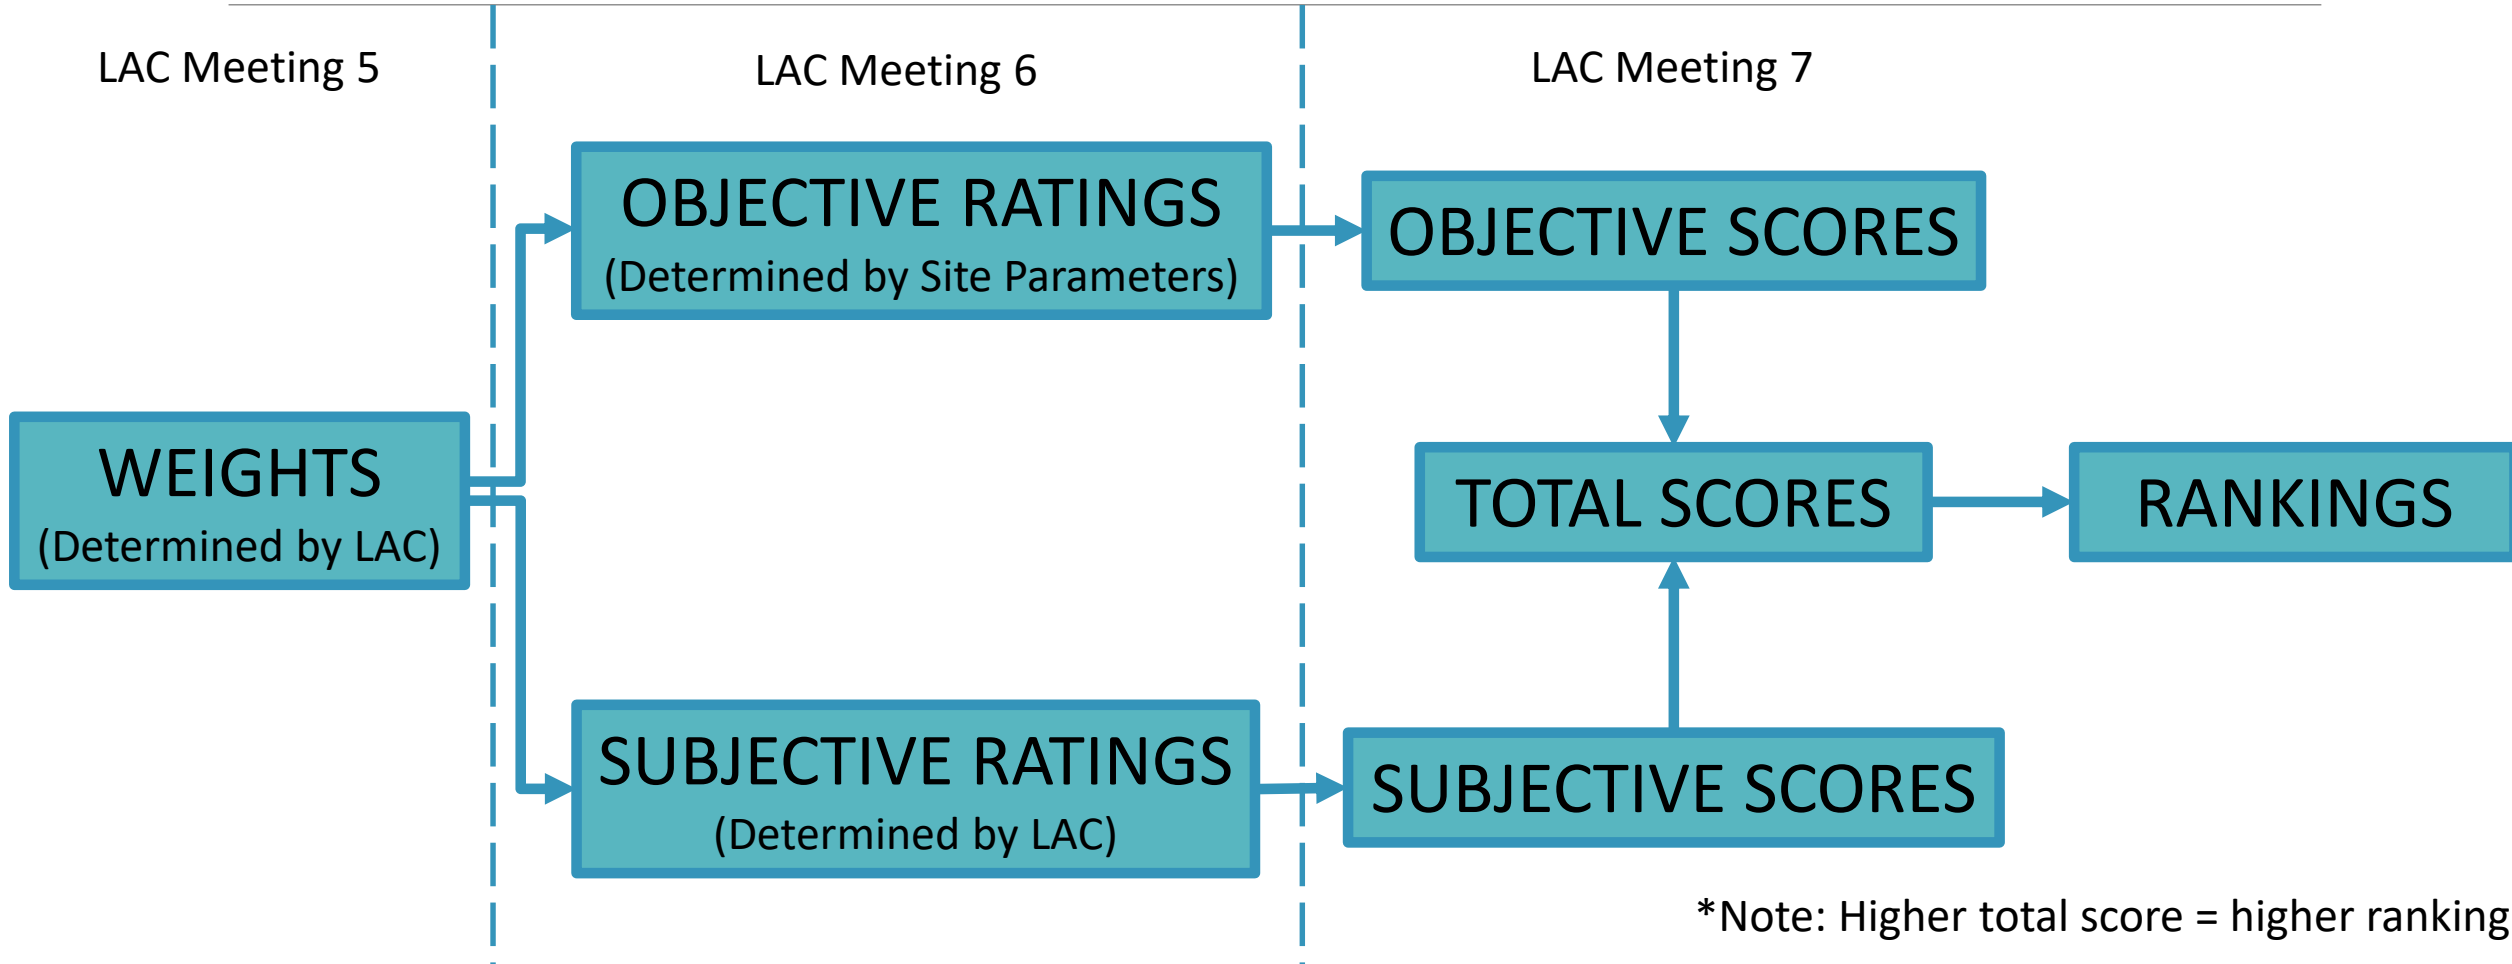 LAC Meeting 5
LAC Meeting 6
LAC Meeting 7
OBJECTIVE RATINGS
(Determined by Site Parameters)
OBJECTIVE SCORES
WEIGHTS
(Determined by LAC)
TOTAL SCORES
RANKINGS
SUBJECTIVE RATINGS
(Determined by LAC)
SUBJECTIVE SCORES
*Note: Higher total score = higher ranking